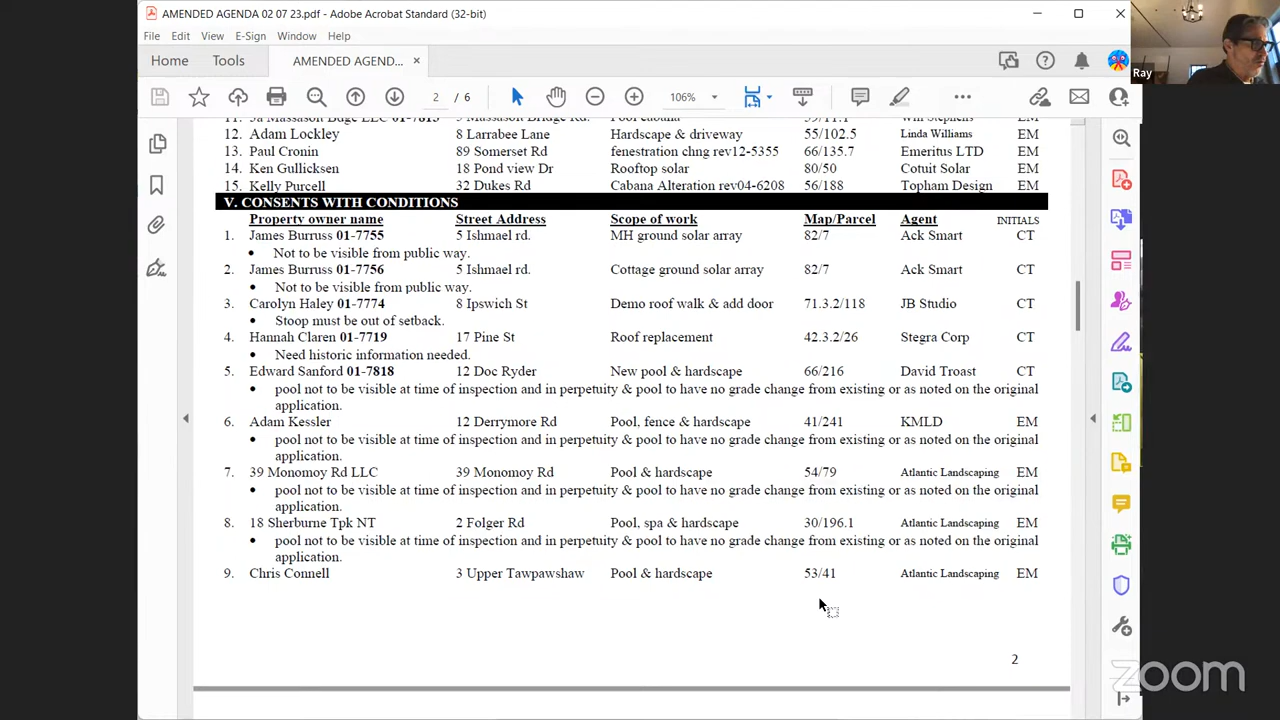 AMENDED AGENDA 02 07 23.pdf - Adobe Acrobat Standard (32-bit)
File Edit View E-Sign Window Help
Home Tools AMENDED AGEND... ×
2 / 6 106%
Ray
12. Adam Lockley 8 Larrabee Lane Hardscape & driveway 55/102.5 Linda Williams EM
13. Paul Cronin 89 Somerset Rd fenestration chng rev12-5355 66/135.7 Emeritus LTD EM
14. Ken Gullicksen 18 Pond view Dr Rooftop solar 80/50 Cotuit Solar EM
15. Kelly Purcell 32 Dukes Rd Cabana Alteration rev04-6208 56/188 Topham Design EM
V. CONSENTS WITH CONDITIONS
Property owner name Street Address Scope of work Map/Parcel Agent INITIALS
1. James Burruss 01-7755 5 Ishmael rd. MH ground solar array 82/7 Ack Smart CT
• Not to be visible from public way.
2. James Burruss 01-7756 5 Ishmael rd. Cottage ground solar array 82/7 Ack Smart CT
• Not to be visible from public way.
3. Carolyn Haley 01-7774 8 Ipswich St Demo roof walk & add door 71.3.2/118 JB Studio CT
• Stoop must be out of setback.
4. Hannah Claren 01-7719 17 Pine St Roof replacement 42.3.2/26 Stegra Corp CT
• Need historic information needed.
5. Edward Sanford 01-7818 12 Doc Ryder New pool & hardscape 66/216 David Troast CT
• pool not to be visible at time of inspection and in perpetuity & pool to have no grade change from existing or as noted on the original
application.
6. Adam Kessler 12 Derrymore Rd Pool, fence & hardscape 41/241 KMLD EM
• pool not to be visible at time of inspection and in perpetuity & pool to have no grade change from existing or as noted on the original
application.
7. 39 Monomoy Rd LLC 39 Monomoy Rd Pool & hardscape 54/79 Atlantic Landscaping EM
• pool not to be visible at time of inspection and in perpetuity & pool to have no grade change from existing or as noted on the original
application.
8. 18 Sherburne Tpk NT 2 Folger Rd Pool, spa & hardscape 30/196.1 Atlantic Landscaping EM
• pool not to be visible at time of inspection and in perpetuity & pool to have no grade change from existing or as noted on the original
application.
9. Chris Connell 3 Upper Tawpawshaw Pool & hardscape 53/41 Atlantic Landscaping EM
2
zoom